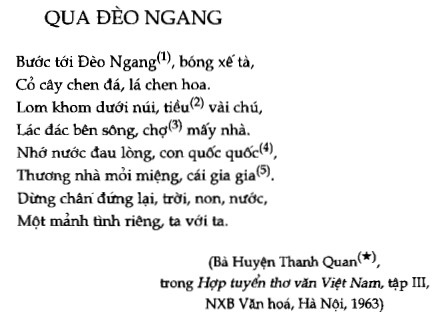 QUA ĐÈO NGANG
Bước tới Đèo Ngang(1), bóng xế tà,
Cỏ cây chen đá, lá chen hoa.
Lom khom dưới núi, tiều(2) vài chú,
Lác đác bên sông, chợ(3) mấy nhà.
Nhớ nước đau lòng, con quốc quốc(4),
Thương nhà mỏi miệng, cái gia gia(5).
Dừng chân đứng lại, trời, non, nước,
Một mảnh tình riêng, ta với ta.
(Bà Huyện Thanh Quan(★),
trong Hợp tuyển thơ văn Việt Nam, tập III,
NXB Văn hoá, Hà Nội, 1963)